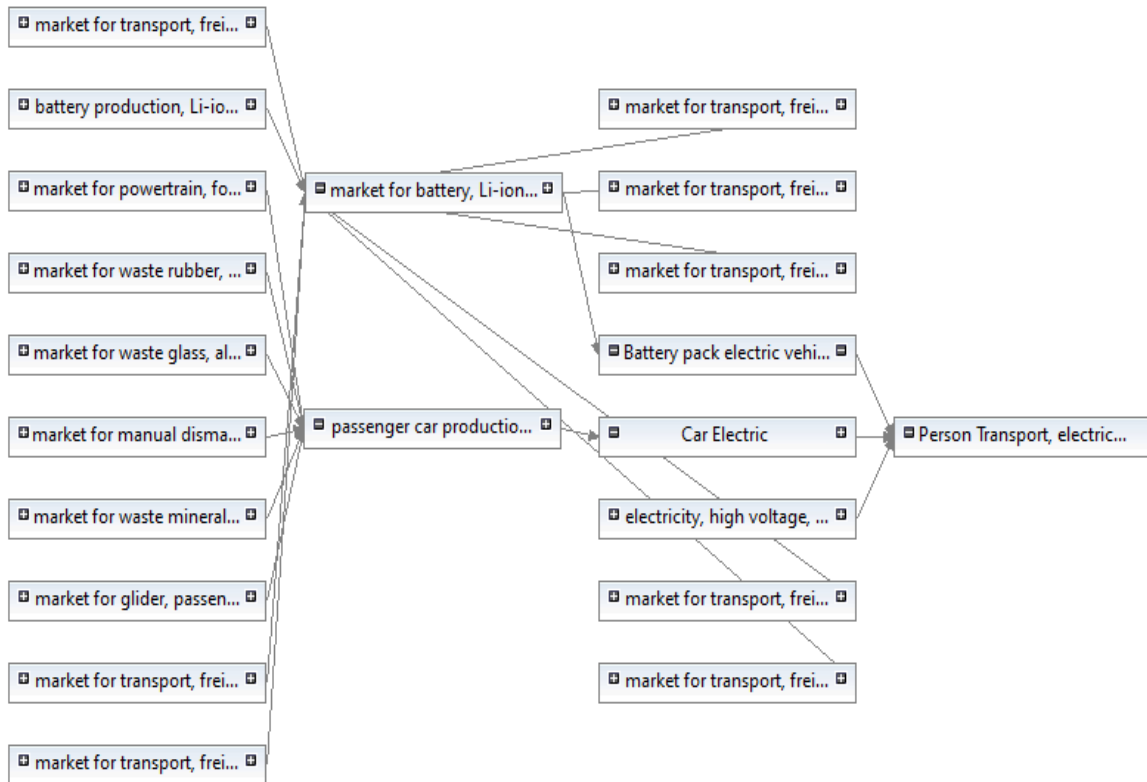 market for transport, frei...
battery production, Li-io...
market for powertrain, fo...
market for waste rubber, ...
market for waste glass, al...
market for manual disma...
market for waste mineral...
market for glider, passen...
market for transport, frei...
market for transport, frei...
market for battery, Li-ion...
passenger car productio...
market for transport, frei...
market for transport, frei...
market for transport, frei...
Battery pack electric vehi...
Car Electric
electricity, high voltage, ...
market for transport, frei...
market for transport, frei...
Person Transport, electric...